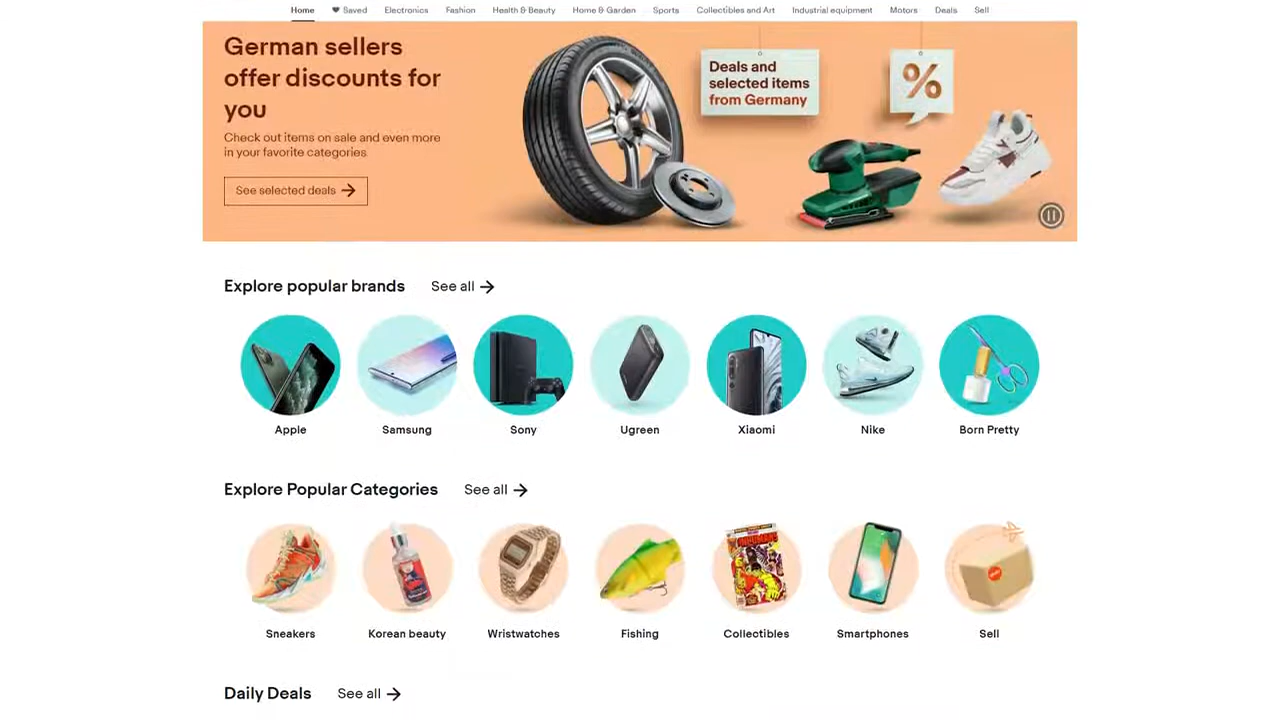 Home Saved Electronics Fashion Health & Beauty Home & Garden Sports Collectibles and Art Industrial equipment Motors Deals Sell
German sellers
offer discounts for
you
Check out items on sale and even more
in your favorite categories.
See selected deals
Deals and
selected items
from Germany
%
Explore popular brands See all
Apple Samsung Sony Ugreen Xiaomi Nike Born Pretty
Explore Popular Categories See all
Sneakers Korean beauty Wristwatches Fishing Collectibles Smartphones Sell
Daily Deals See all